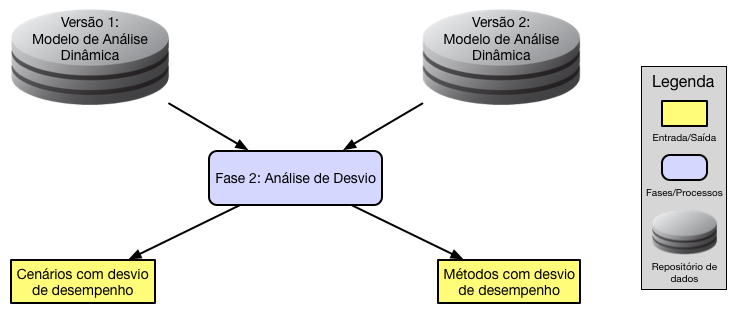 Versão 1:
Modelo de Análise
Dinâmica
Versão 2:
Modelo de Análise
Dinâmica
Fase 2: Análise de Desvio
Cenários com desvio
de desempenho
Métodos com desvio
de desempenho
Legenda
Entrada/Saída
Fases/Processos
Repositório de
dados